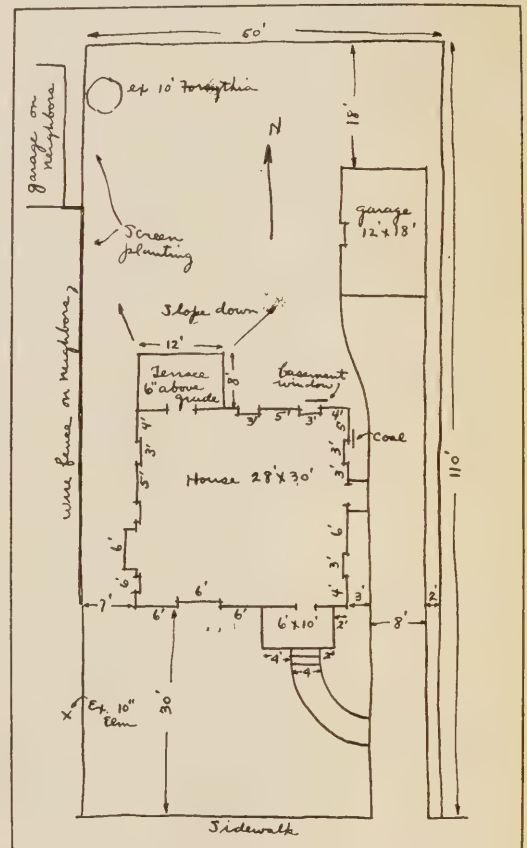 50'
ex 10' Forsythia
garage on
neighbors
18'
N
garage
12' x 18'
Screen
planting
Slope down
12'
Terrace
6" above
grade
8'
basement
window
wire fence on neighbors
4'
3'
5'
3'
5'
3'
4'
5'
Coal
3'
3'
House 28' x 30'
110'
6'
6'
6'
3'
4'
7'
6'
6'
6'
6' x 10'
2'
3'
8'
2'
4'
4
2'
30'
x
Ex. 10"
Elm
Sidewalk